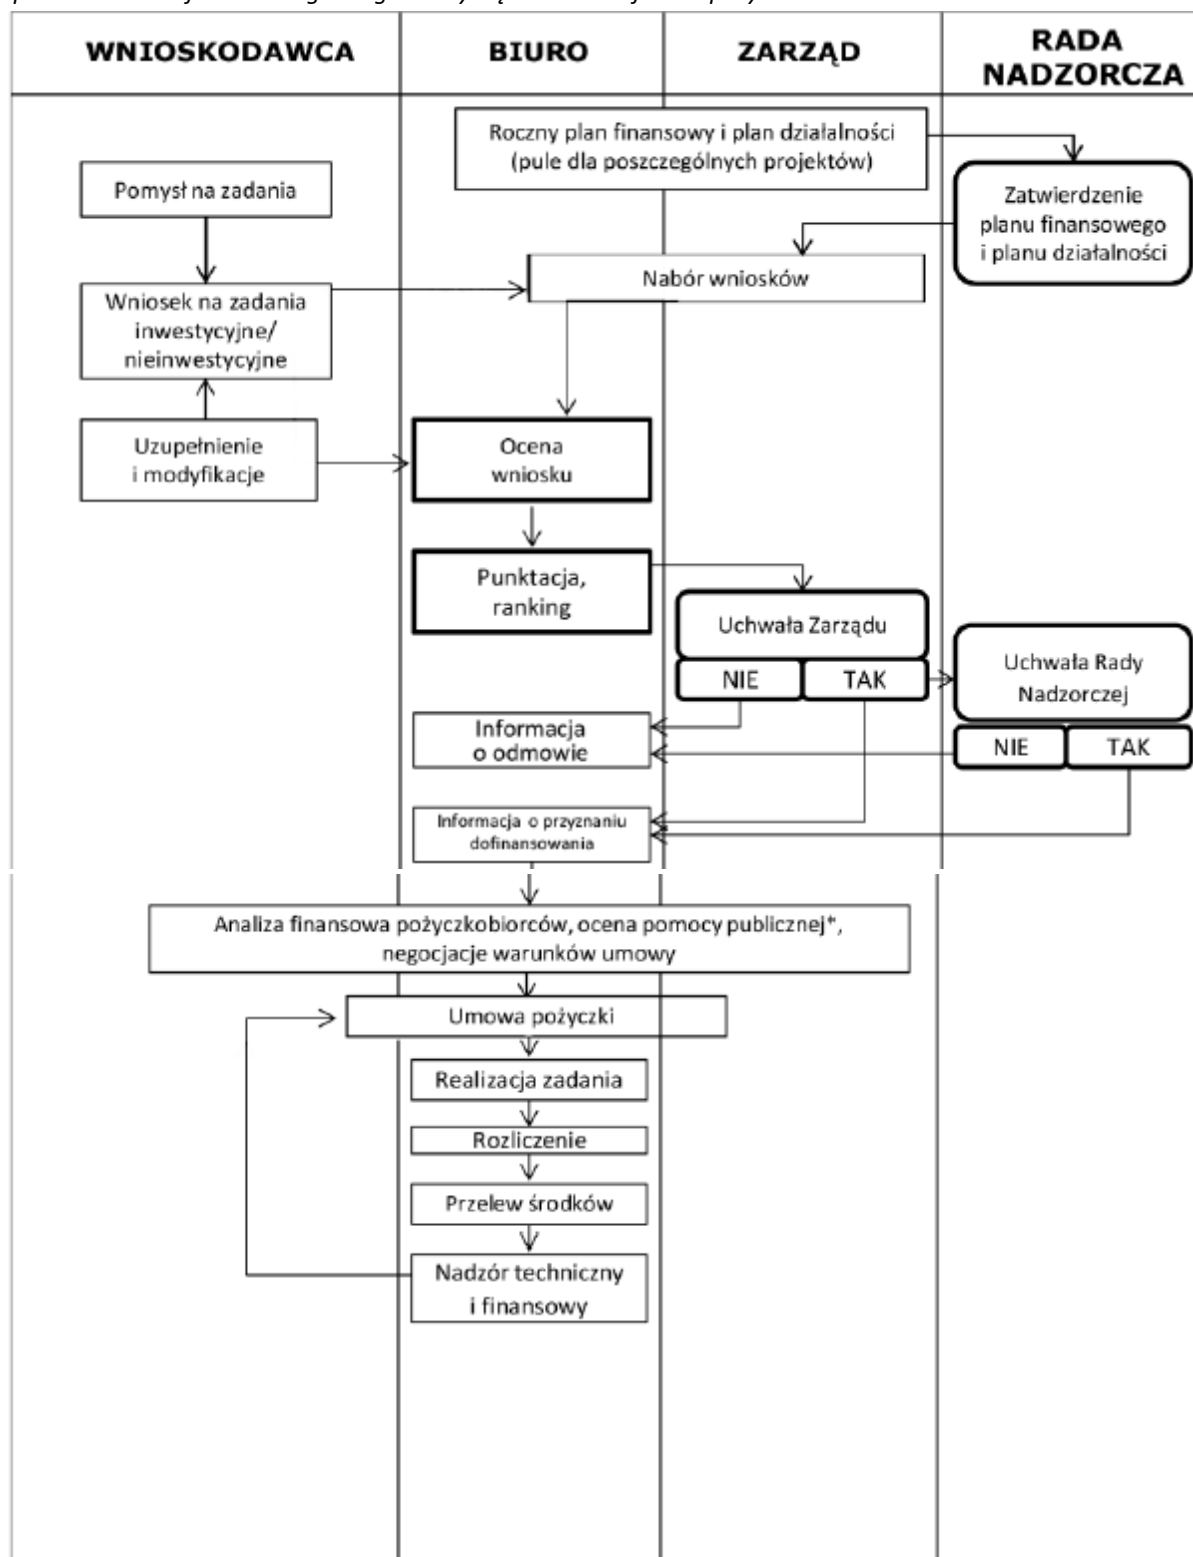 WNIOSKODAWCA
BIURO
ZARZĄD
RADA
NADZORCZA
Roczny plan finansowy i plan działalności
(pule dla poszczególnych projektów)
Pomysł na zadania
Zatwierdzenie
planu finansowego
i planu działalności
Nabór wniosków
Wniosek na zadania
inwestycyjne/
nieinwestycyjne
Uzupełnienie
i modyfikacje
Ocena
wniosku
Punktacja,
ranking
Uchwała Zarządu
NIE
TAK
Uchwała Rady
Nadzorczej
NIE
TAK
Informacja
o odmowie
Informacja o przyznaniu
dofinansowania
Analiza finansowa pożyczkobiorców, ocena pomocy publicznej*,
negocjacje warunków umowy
Umowa pożyczki
Realizacja zadania
Rozliczenie
Przelew środków
Nadzór techniczny
i finansowy